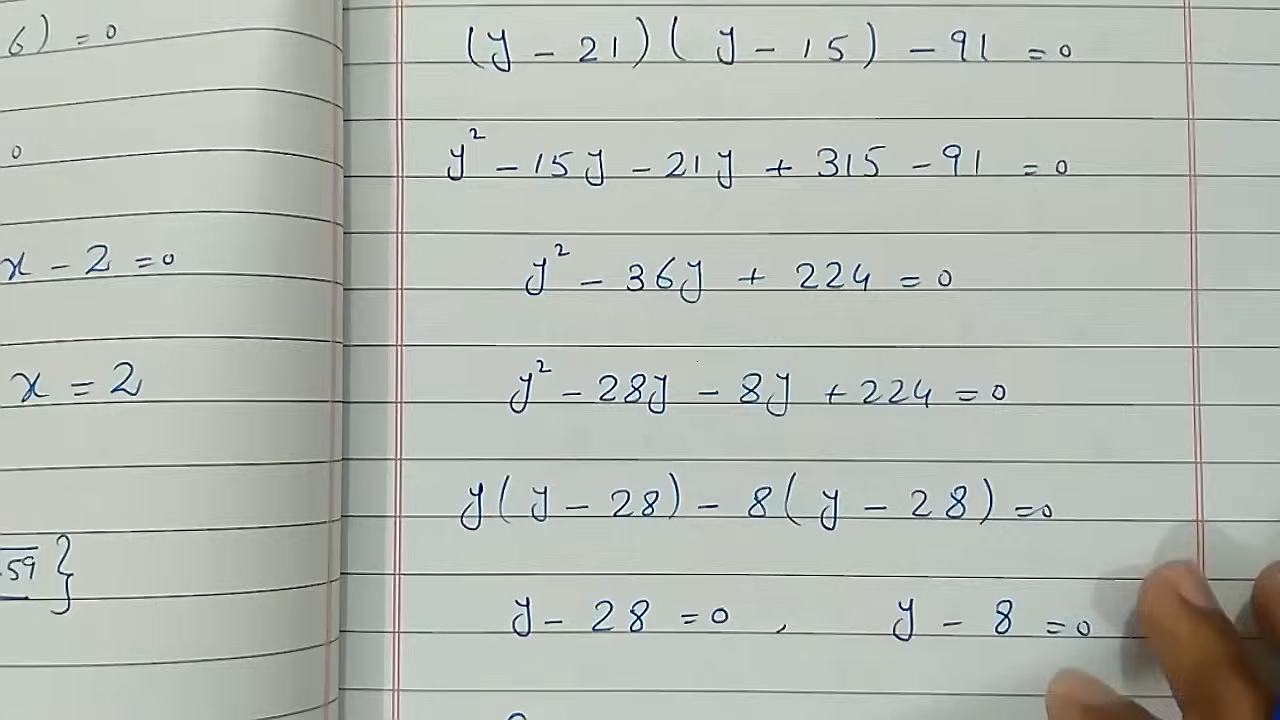 6) = 0
0
x - 2 = 0
x = 2
59 }
(y - 21)(y - 15) - 91 = 0
y² - 15y - 21y + 315 - 91 = 0
y² - 36y + 224 = 0
y² - 28y - 8y + 224 = 0
y(y - 28) - 8(y - 28) = 0
y - 28 = 0 , y - 8 = 0